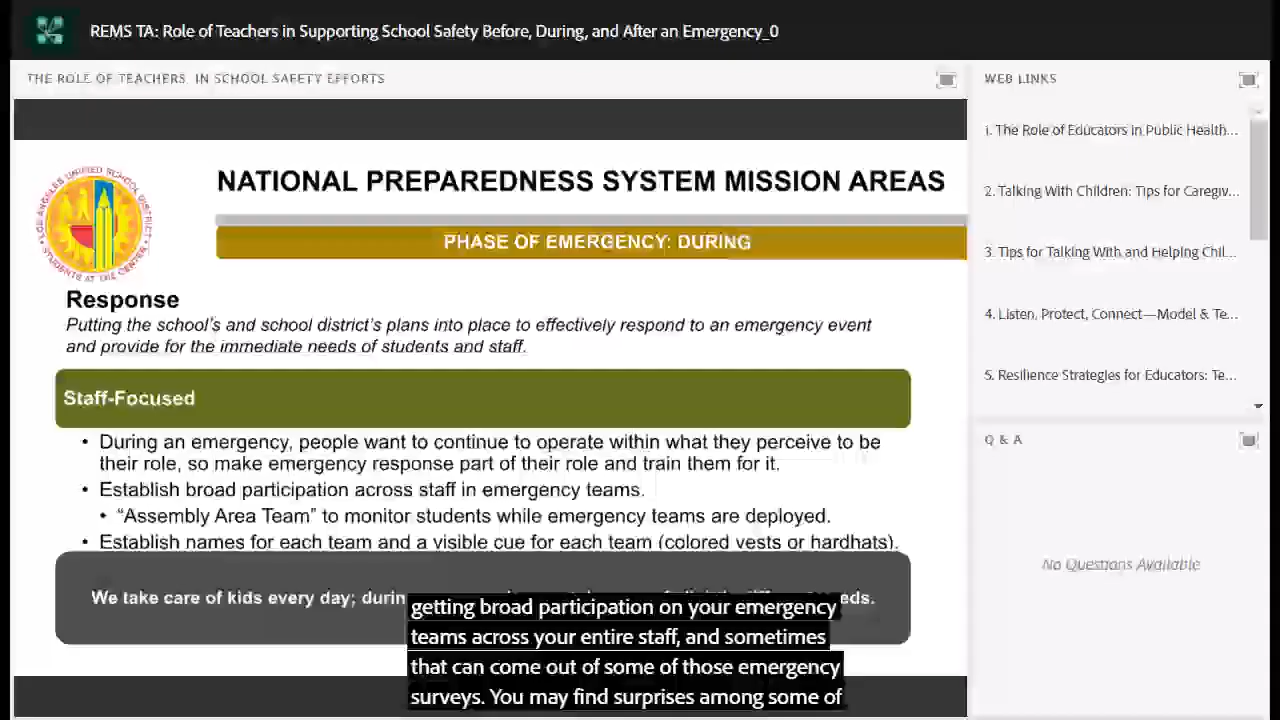 REMS TA: Role of Teachers in Supporting School Safety Before, During, and After an Emergency_0
THE ROLE OF TEACHERS IN SCHOOL SAFETY EFFORTS
LOS ANGELES UNIFIED SCHOOL DISTRICT
STUDENTS AT THE CENTER
NATIONAL PREPAREDNESS SYSTEM MISSION AREAS
PHASE OF EMERGENCY: DURING
Response
Putting the school's and school district's plans into place to effectively respond to an emergency event
and provide for the immediate needs of students and staff.
Staff-Focused
• During an emergency, people want to continue to operate within what they perceive to be
their role, so make emergency response part of their role and train them for it.
• Establish broad participation across staff in emergency teams.
• “Assembly Area Team” to monitor students while emergency teams are deployed.
• Establish names for each team and a visible cue for each team (colored vests or hardhats).
We take care of kids every day;
getting broad participation on your emergency
teams across your entire staff, and sometimes
that can come out of some of those emergency
surveys. You may find surprises among some of
WEB LINKS
1. The Role of Educators in Public Health...
2. Talking With Children: Tips for Caregiv...
3. Tips for Talking With and Helping Chil...
4. Listen, Protect, Connect—Model & Te...
5. Resilience Strategies for Educators: Te...
Q & A
No Questions Available